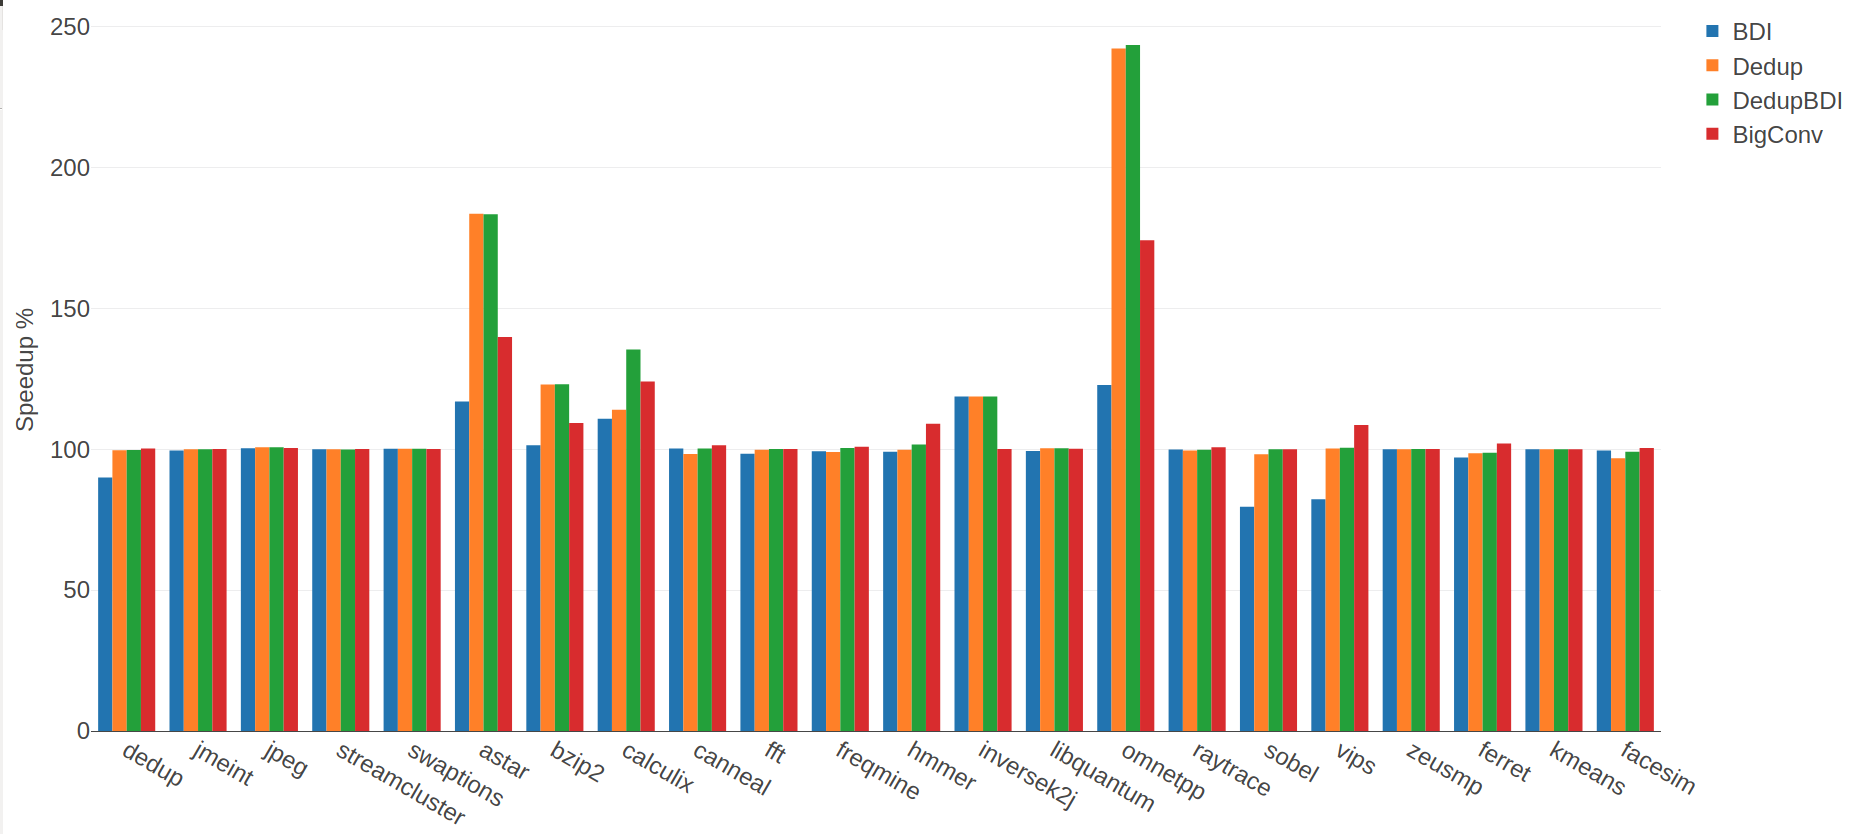 250
200
150
100
50
0
Speedup %
dedup
jmeint
jpeg
streamcluster
swaptions
astar
bzip2
calculix
canneal
fft
freqmine
hmmer
inversek2j
libquantum
omnetpp
raytrace
sobel
vips
zeusmp
ferret
kmeans
facesim
BDI
Dedup
DedupBDI
BigConv